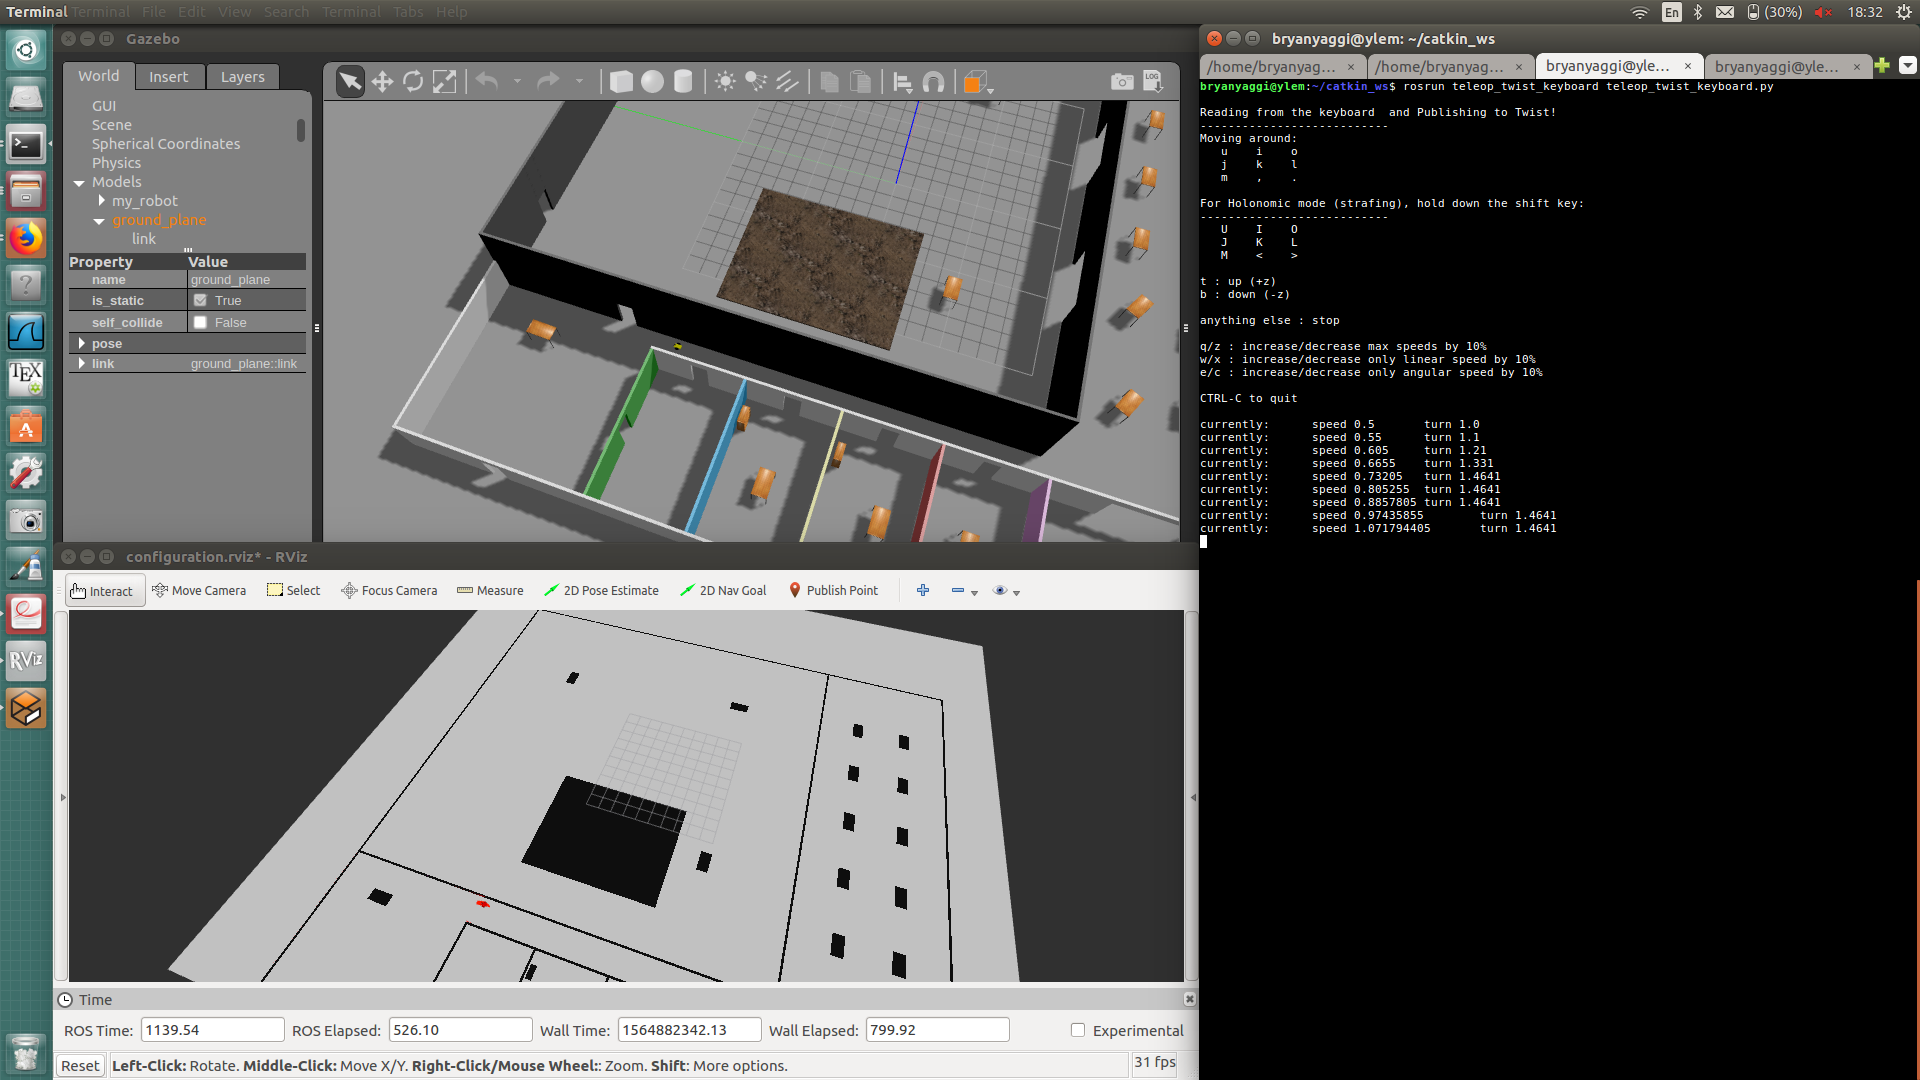 Terminal Terminal File Edit View Search Terminal Tabs Help
En (30%) 18:32
Gazebo
World Insert Layers
GUI
Scene
Spherical Coordinates
Physics
Models
my_robot
ground_plane
link
Property Value
name ground_plane
is_static True
self_collide False
pose
link ground_plane::link
LOG
configuration.rviz* - RViz
Interact Move Camera Select Focus Camera Measure 2D Pose Estimate 2D Nav Goal Publish Point
Time
ROS Time: 1139.54 ROS Elapsed: 526.10 Wall Time: 1564882342.13 Wall Elapsed: 799.92 Experimental
Reset Left-Click: Rotate. Middle-Click: Move X/Y. Right-Click/Mouse Wheel:: Zoom. Shift: More options. 31 fps
TEX
RViz
bryanyaggi@ylem: ~/catkin_ws
/home/bryanyag... × /home/bryanyag... × bryanyaggi@yle... × bryanyaggi@yle... ×
bryanyaggi@ylem:~/catkin_ws$ rosrun teleop_twist_keyboard teleop_twist_keyboard.py
Reading from the keyboard  and Publishing to Twist!
---------------------------
Moving around:
u    i    o
j    k    l
m    ,    .
For Holonomic mode (strafing), hold down the shift key:
---------------------------
U    I    O
J    K    L
M    <    >
t : up (+z)
b : down (-z)
anything else : stop
q/z : increase/decrease max speeds by 10%
w/x : increase/decrease only linear speed by 10%
e/c : increase/decrease only angular speed by 10%
CTRL-C to quit
currently:      speed 0.5       turn 1.0
currently:      speed 0.55      turn 1.1
currently:      speed 0.605     turn 1.21
currently:      speed 0.6655    turn 1.331
currently:      speed 0.73205   turn 1.4641
currently:      speed 0.805255  turn 1.4641
currently:      speed 0.8857805 turn 1.4641
currently:      speed 0.97435855        turn 1.4641
currently:      speed 1.071794405       turn 1.4641